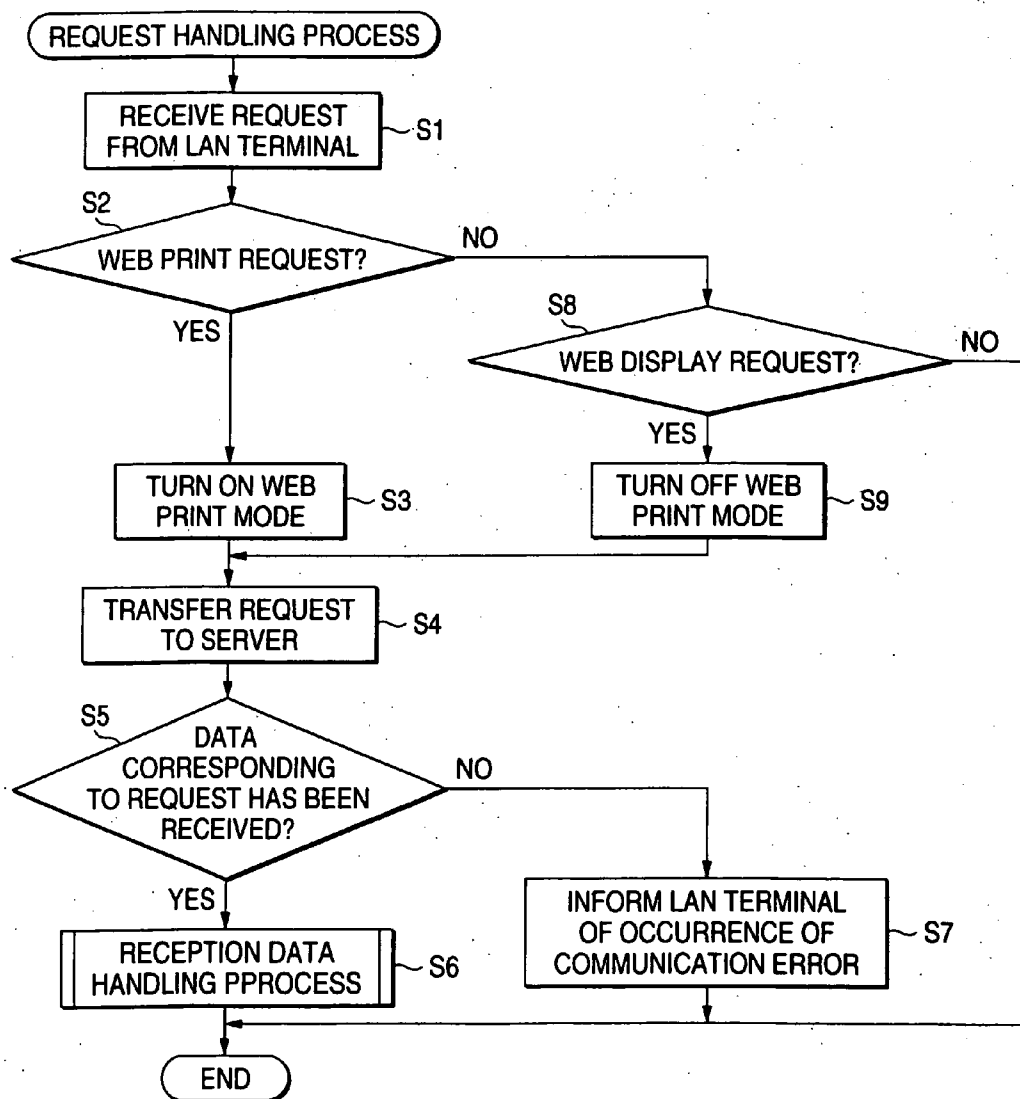 REQUEST HANDLING PROCESS
RECEIVE REQUEST
FROM LAN TERMINAL
S1
S2
WEB PRINT REQUEST?
NO
YES
S8
WEB DISPLAY REQUEST?
NO
YES
TURN ON WEB
PRINT MODE
S3
TURN OFF WEB
PRINT MODE
S9
TRANSFER REQUEST
TO SERVER
S4
S5
DATA
CORRESPONDING
TO REQUEST HAS BEEN
RECEIVED?
NO
YES
RECEPTION DATA
HANDLING PPROCESS
S6
INFORM LAN TERMINAL
OF OCCURRENCE OF
COMMUNICATION ERROR
S7
END